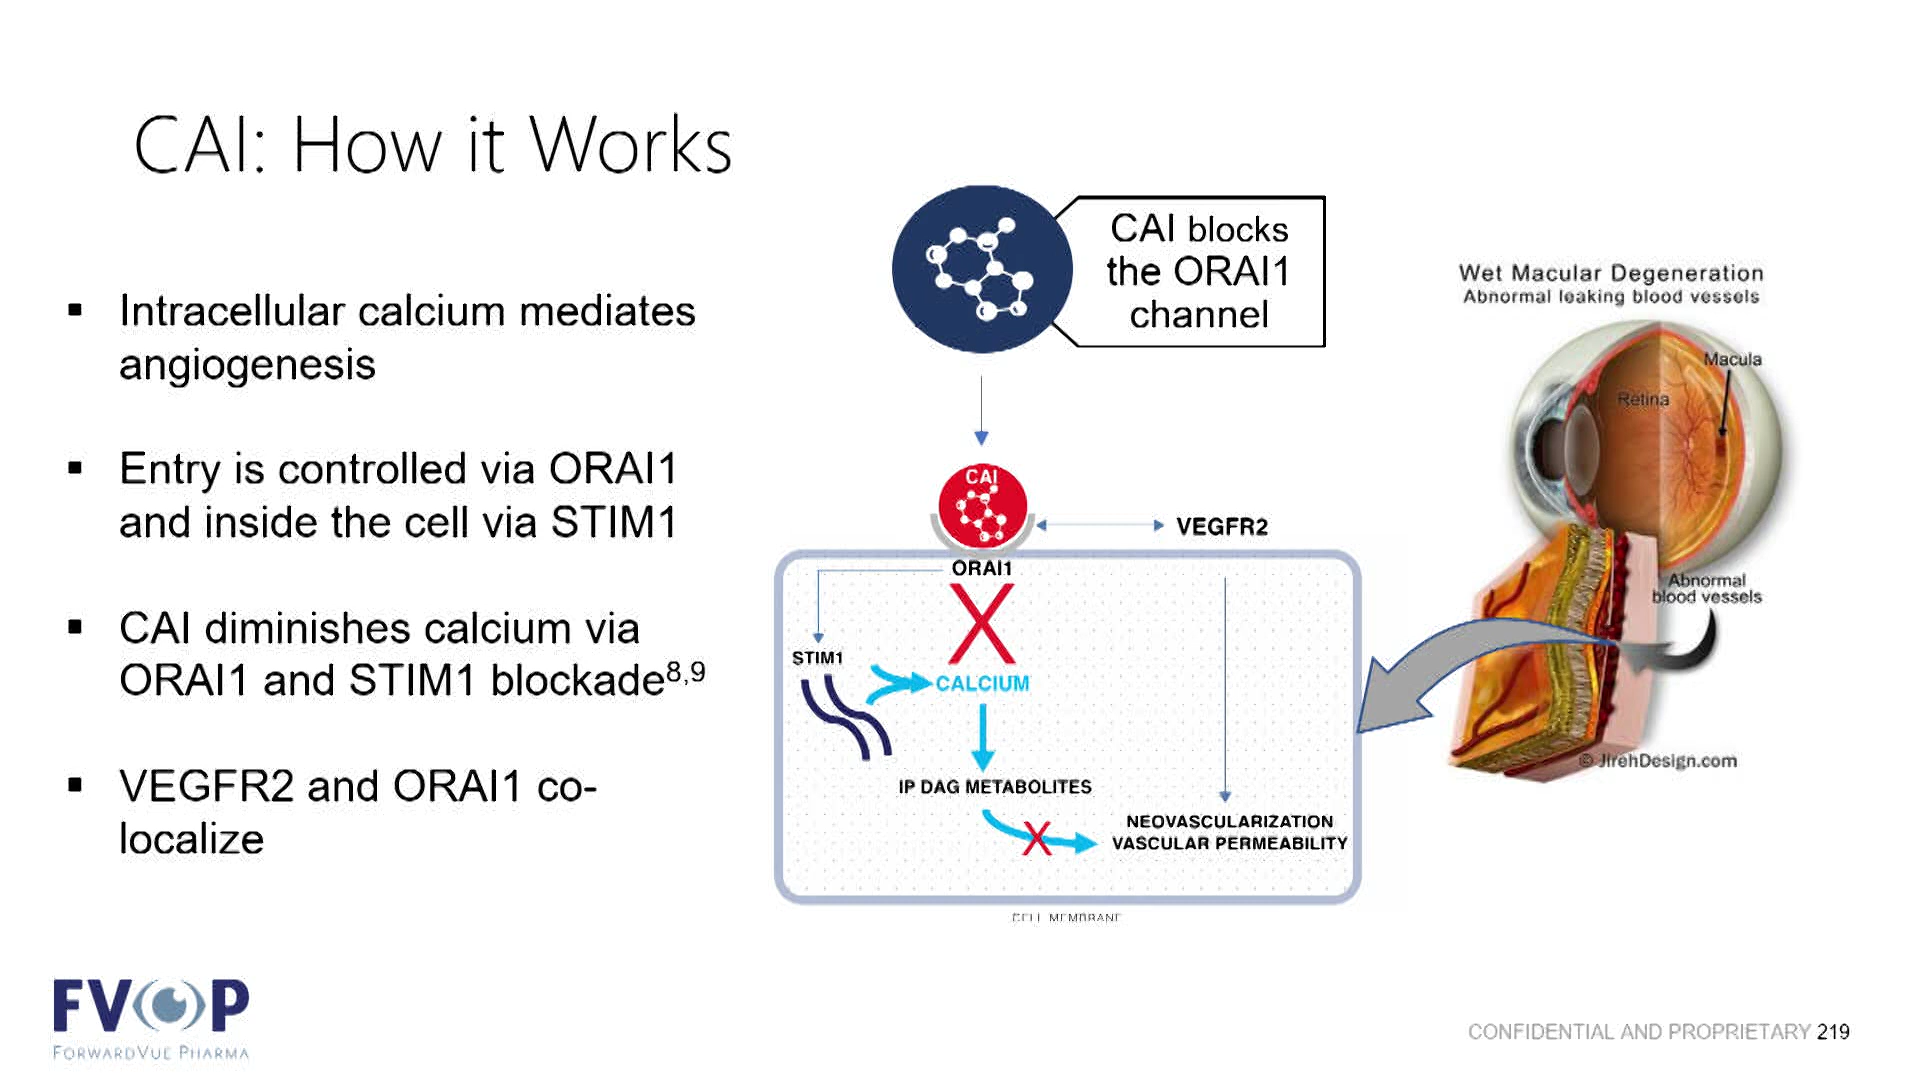 CAI: How it Works
▪ Intracellular calcium mediates
angiogenesis
▪ Entry is controlled via ORAI1
and inside the cell via STIM1
▪ CAI diminishes calcium via
ORAI1 and STIM1 blockade8,9
▪ VEGFR2 and ORAI1 co-
localize
CAI blocks
the ORAI1
channel
CAI
VEGFR2
ORAI1
STIM1
CALCIUM
IP DAG METABOLITES
NEOVASCULARIZATION
VASCULAR PERMEABILITY
CELL MEMBRANE
Wet Macular Degeneration
Abnormal leaking blood vessels
Macula
Retina
Abnormal
blood vessels
© JirehDesign.com
FVOP
FORWARDVUE PHARMA
CONFIDENTIAL AND PROPRIETARY 219